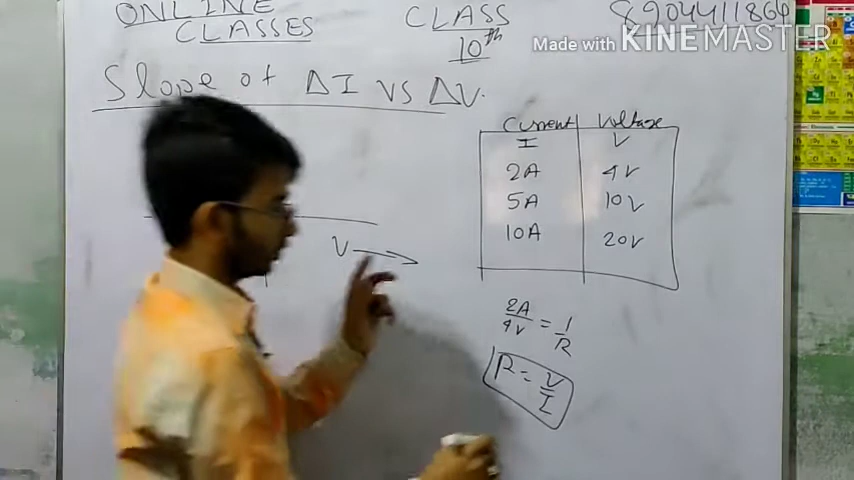 ONLINE
CLASSES
CLASS
10th
8904411864
Made with KINEMASTER
Slope of ΔI vs ΔV.
Current Voltage
I V
2A 4V
5A 10V
10A 20V
V
2A/4V = 1/R
R = V/I